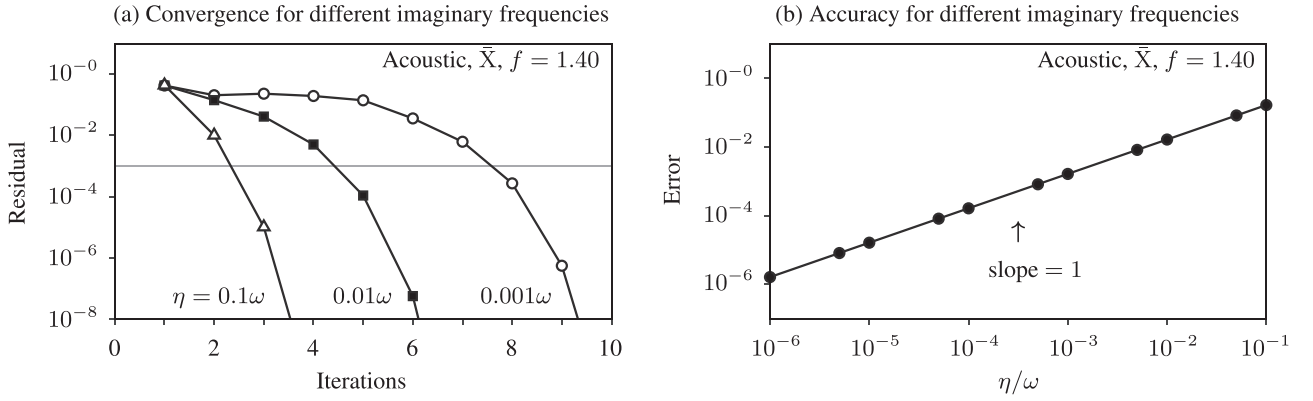 (a) Convergence for different imaginary frequencies
Acoustic, X̄, f = 1.40
Residual
10⁻⁰
10⁻²
10⁻⁴
10⁻⁶
10⁻⁸
η = 0.1ω
0.01ω
0.001ω
0 2 4 6 8 10
Iterations
(b) Accuracy for different imaginary frequencies
Acoustic, X̄, f = 1.40
Error
10⁻⁰
10⁻²
10⁻⁴
10⁻⁶
slope = 1
10⁻⁶ 10⁻⁵ 10⁻⁴ 10⁻³ 10⁻² 10⁻¹
η/ω